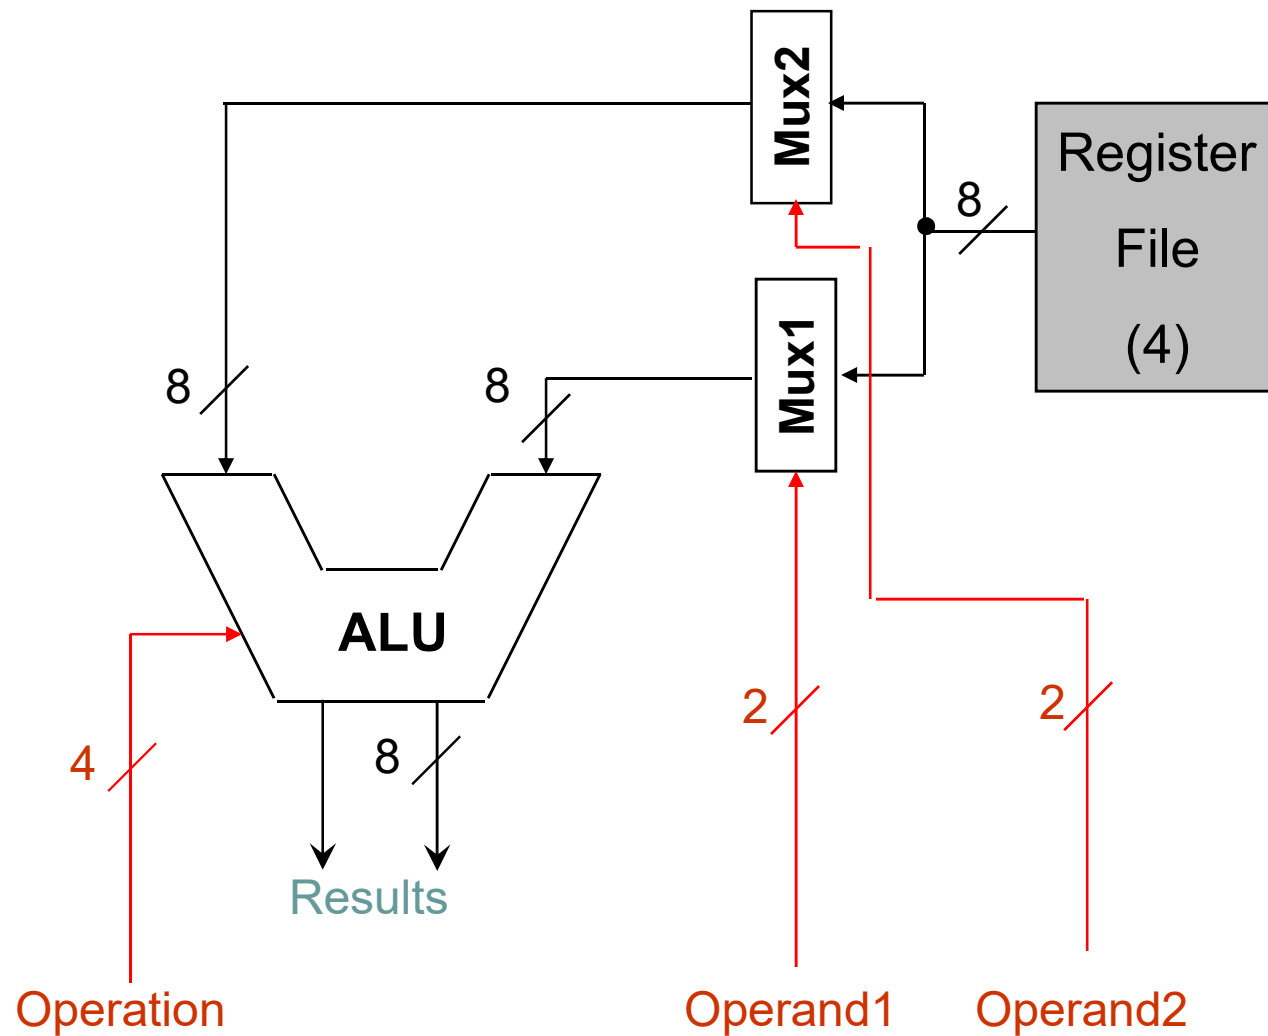 Mux2
Register
File
(4)
8
Mux1
8
8
ALU
2
2
4
8
Results
Operation
Operand1
Operand2